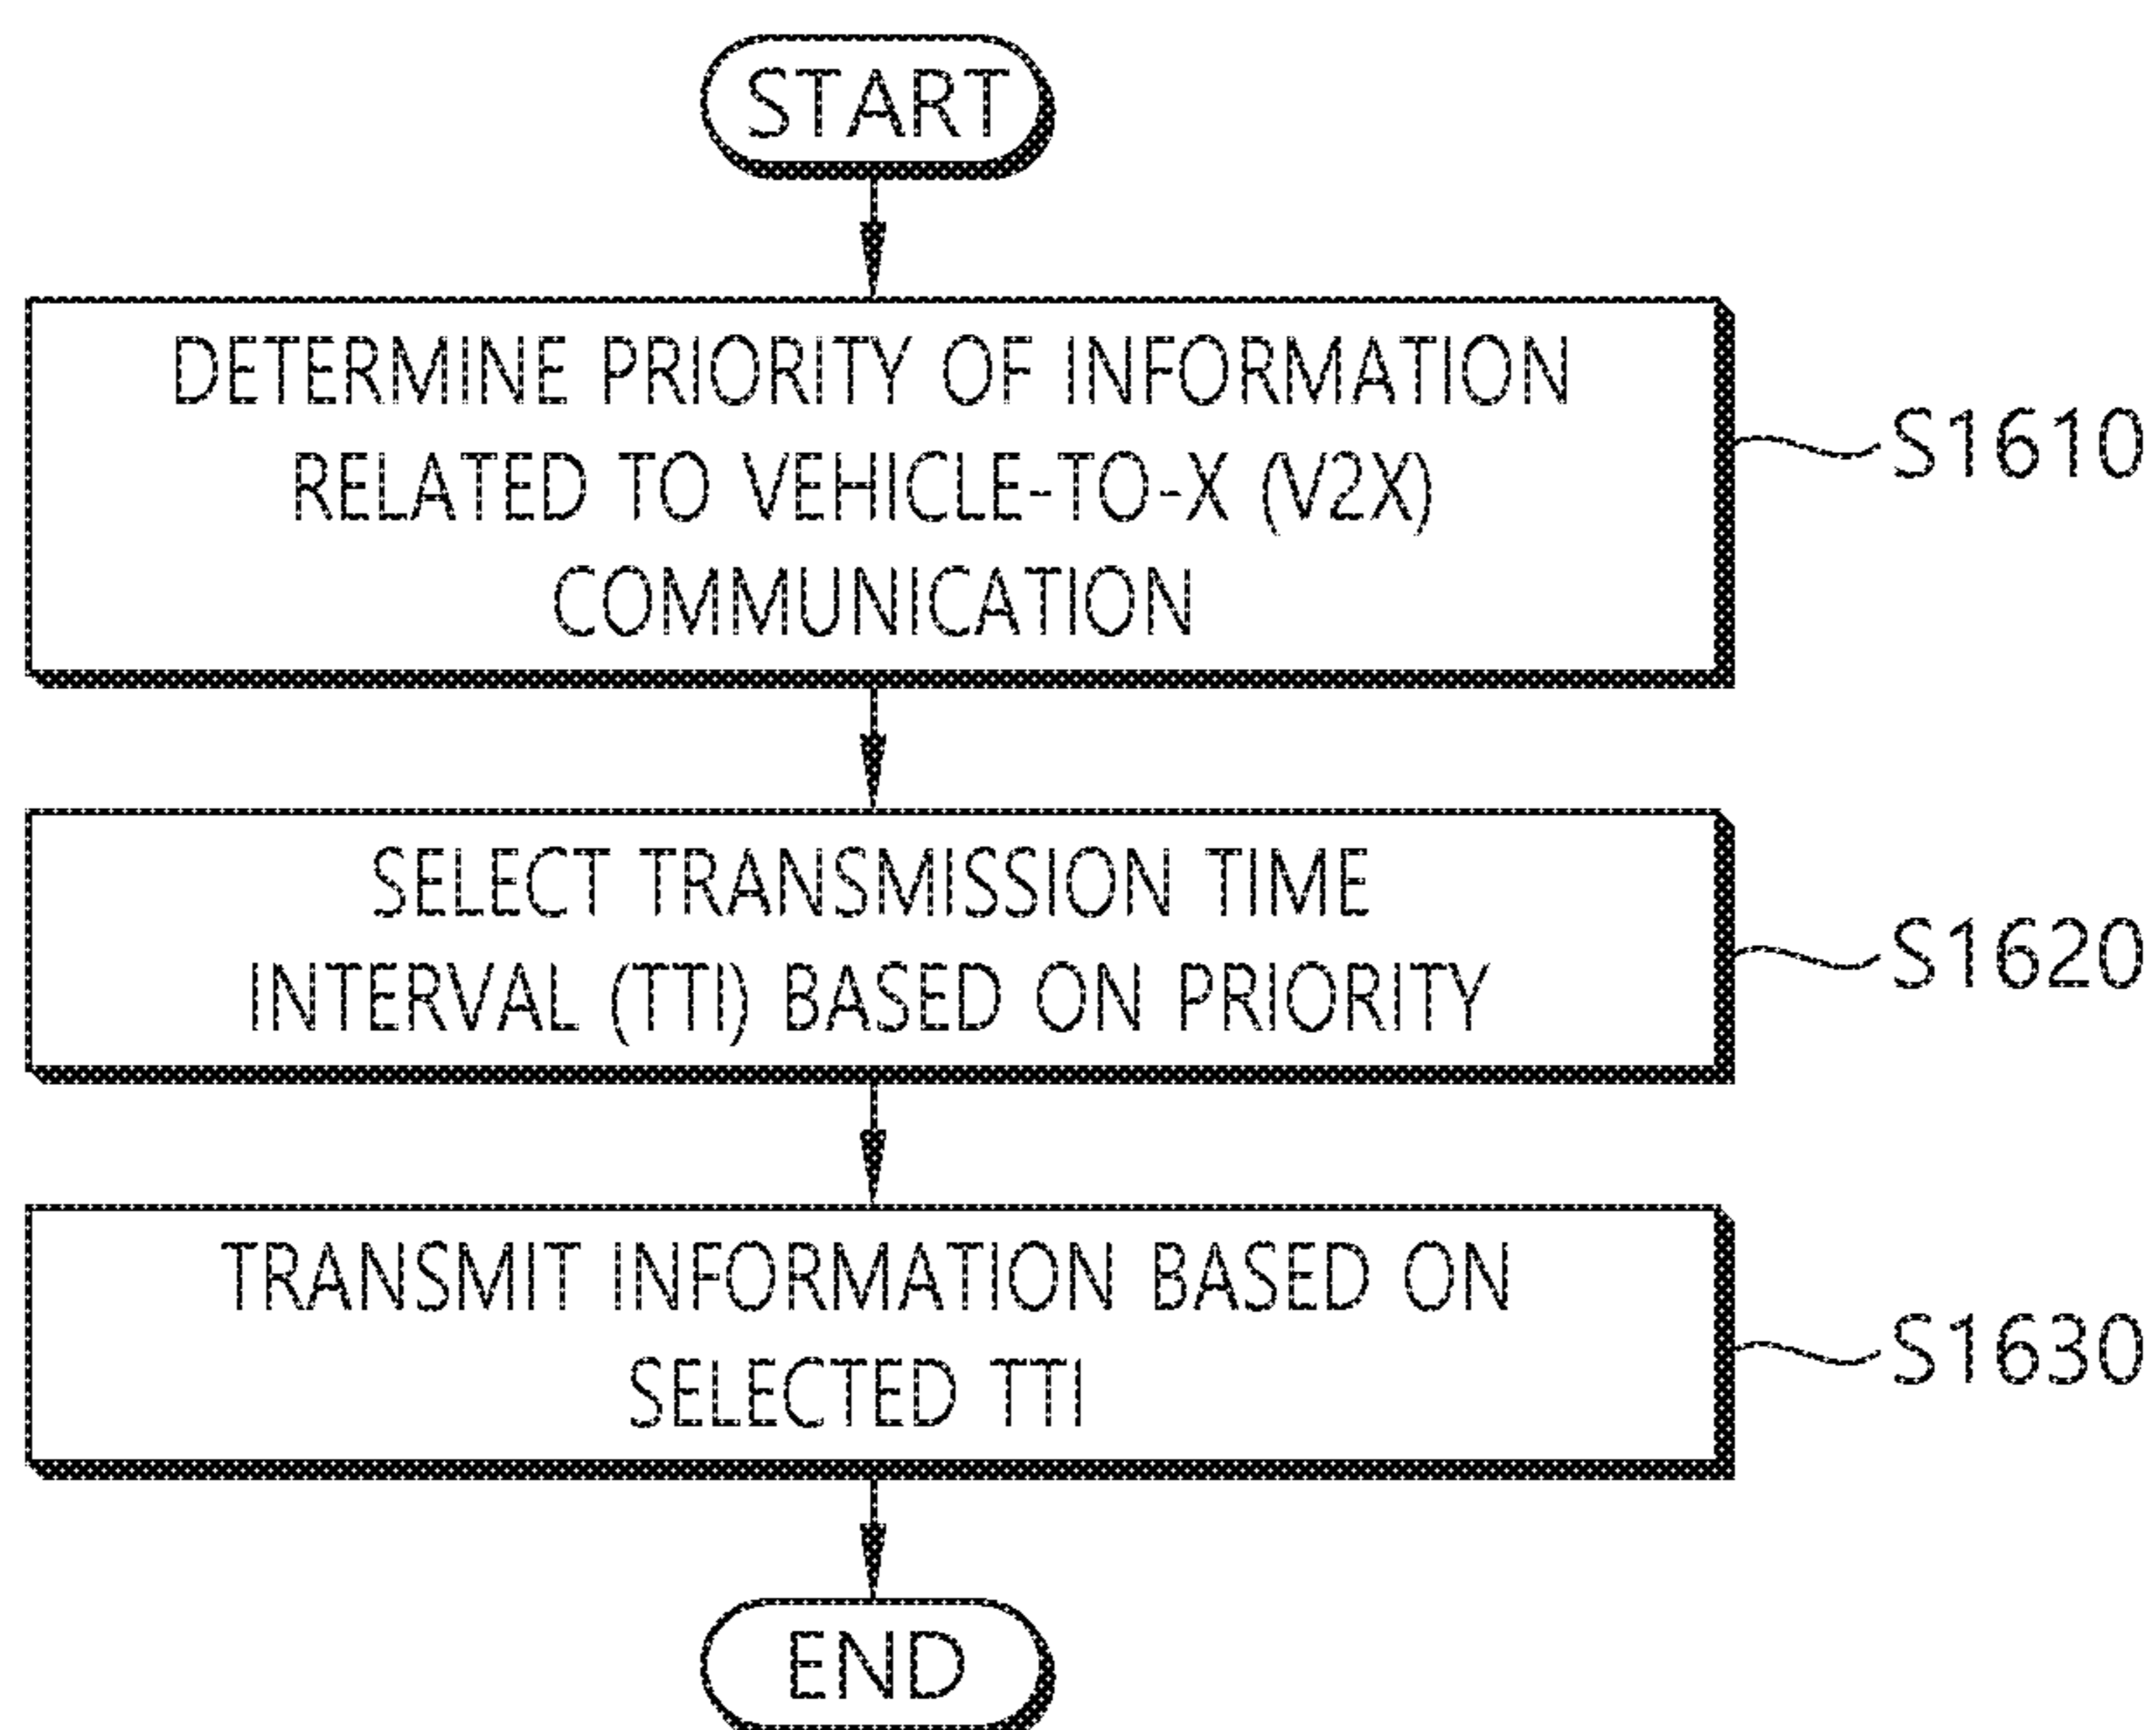 START
DETERMINE PRIORITY OF INFORMATION
RELATED TO VEHICLE-TO-X (V2X)
COMMUNICATION
S1610
SELECT TRANSMISSION TIME
INTERVAL (TTI) BASED ON PRIORITY
S1620
TRANSMIT INFORMATION BASED ON
SELECTED TTI
S1630
END